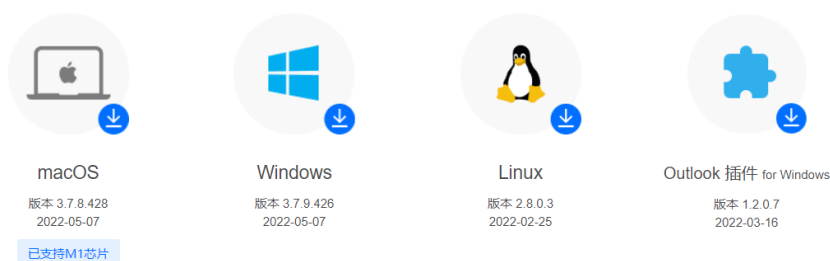 macOS
版本 3.7.8.428
2022-05-07
已支持M1芯片
Windows
版本 3.7.9.426
2022-05-07
Linux
版本 2.8.0.3
2022-02-25
Outlook 插件 for Windows
版本 1.2.0.7
2022-03-16